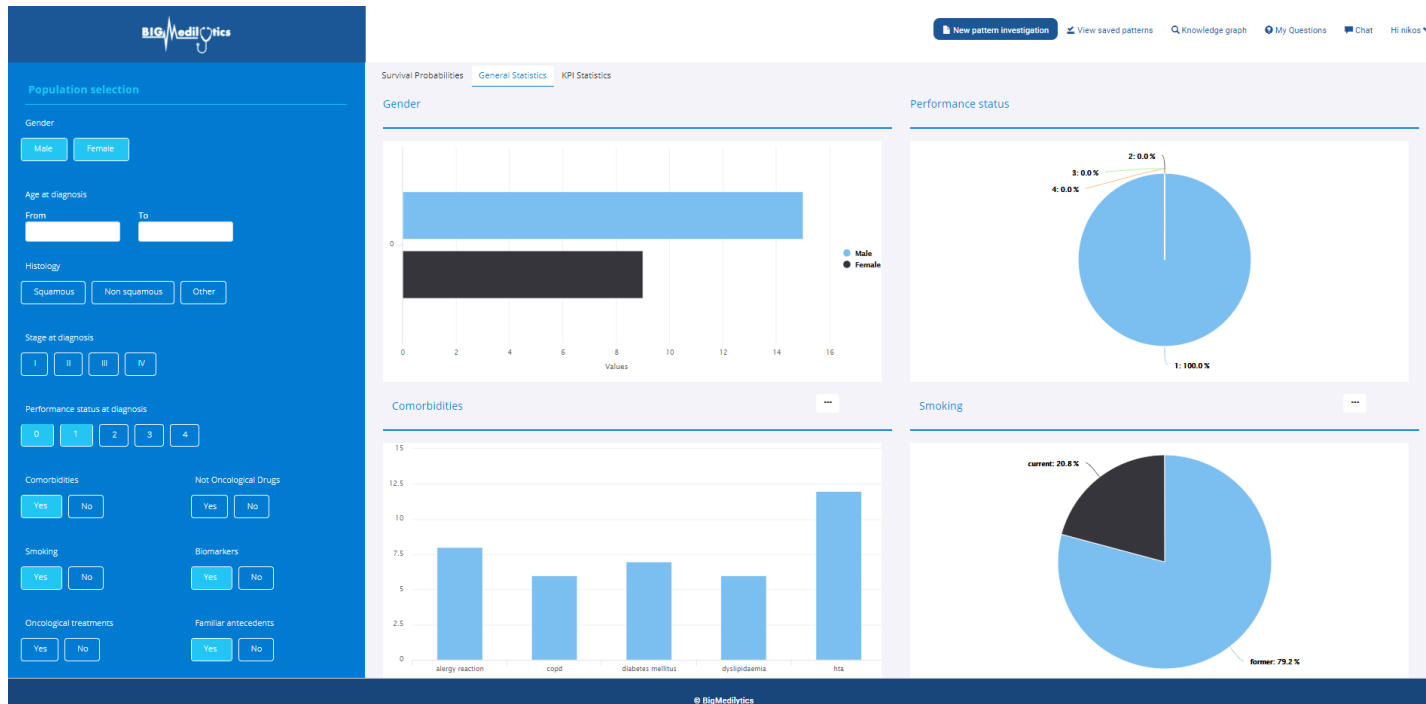 BIG Medilytics
New pattern investigation
View saved patterns
Knowledge graph
My Questions
Chat
Hi nikos
Population selection
Gender
Male Female
Age at diagnosis
From To
Histology
Squamous Non squamous Other
Stage at diagnosis
I II III IV
Performance status at diagnosis
0 1 2 3 4
Comorbidities Not Oncological Drugs
Yes No Yes No
Smoking Biomarkers
Yes No Yes No
Oncological treatments Familiar antecedents
Yes No Yes No
Survival Probabilities General Statistics KPI Statistics
Gender
0
0 2 4 6 8 10 12 14 16
Values
Male
Female
Performance status
2: 0.0 %
3: 0.0 %
4: 0.0 %
1: 100.0 %
Comorbidities
...
15
12.5
10
7.5
5
2.5
0
alergy reaction copd diabetes mellitus dyslipidaemia hta
Smoking
...
current: 20.8 %
former: 79.2 %
© BigMedilytics